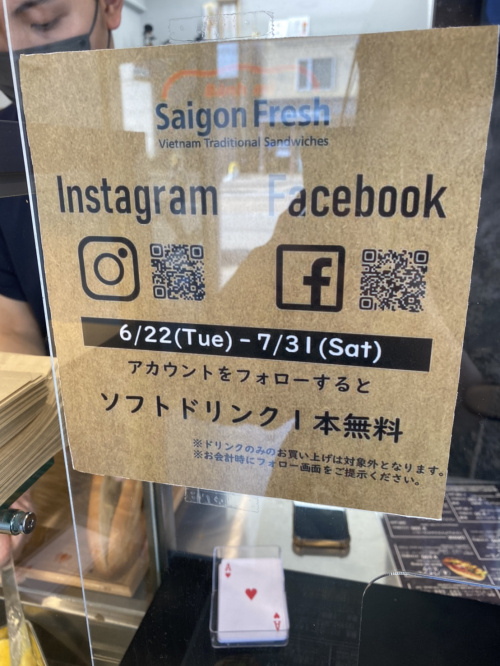 Saigon Fresh
Vietnam Traditional Sandwiches
Instagram Facebook
6/22(Tue) - 7/31(Sat)
アカウントをフォローすると
ソフトドリンク1本無料
※ドリンクのみのお買い上げは対象外となります。
※お会計時にフォロー画面をご提示ください。
A
A